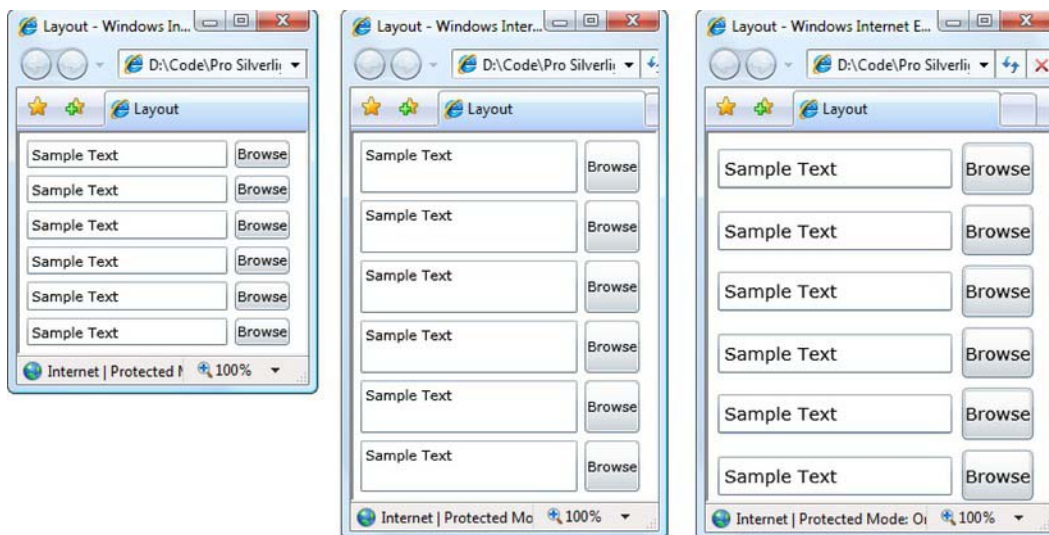 Layout - Windows In...
D:\Code\Pro Silverli
Layout
Sample Text Browse
Sample Text Browse
Sample Text Browse
Sample Text Browse
Sample Text Browse
Sample Text Browse
Internet | Protected 100%
Layout - Windows Inter...
D:\Code\Pro Silverli
Layout
Sample Text Browse
Sample Text Browse
Sample Text Browse
Sample Text Browse
Sample Text Browse
Sample Text Browse
Internet | Protected Mo 100%
Layout - Windows Internet E...
D:\Code\Pro Silverli
Layout
Sample Text Browse
Sample Text Browse
Sample Text Browse
Sample Text Browse
Sample Text Browse
Sample Text Browse
Internet | Protected Mode: 100%